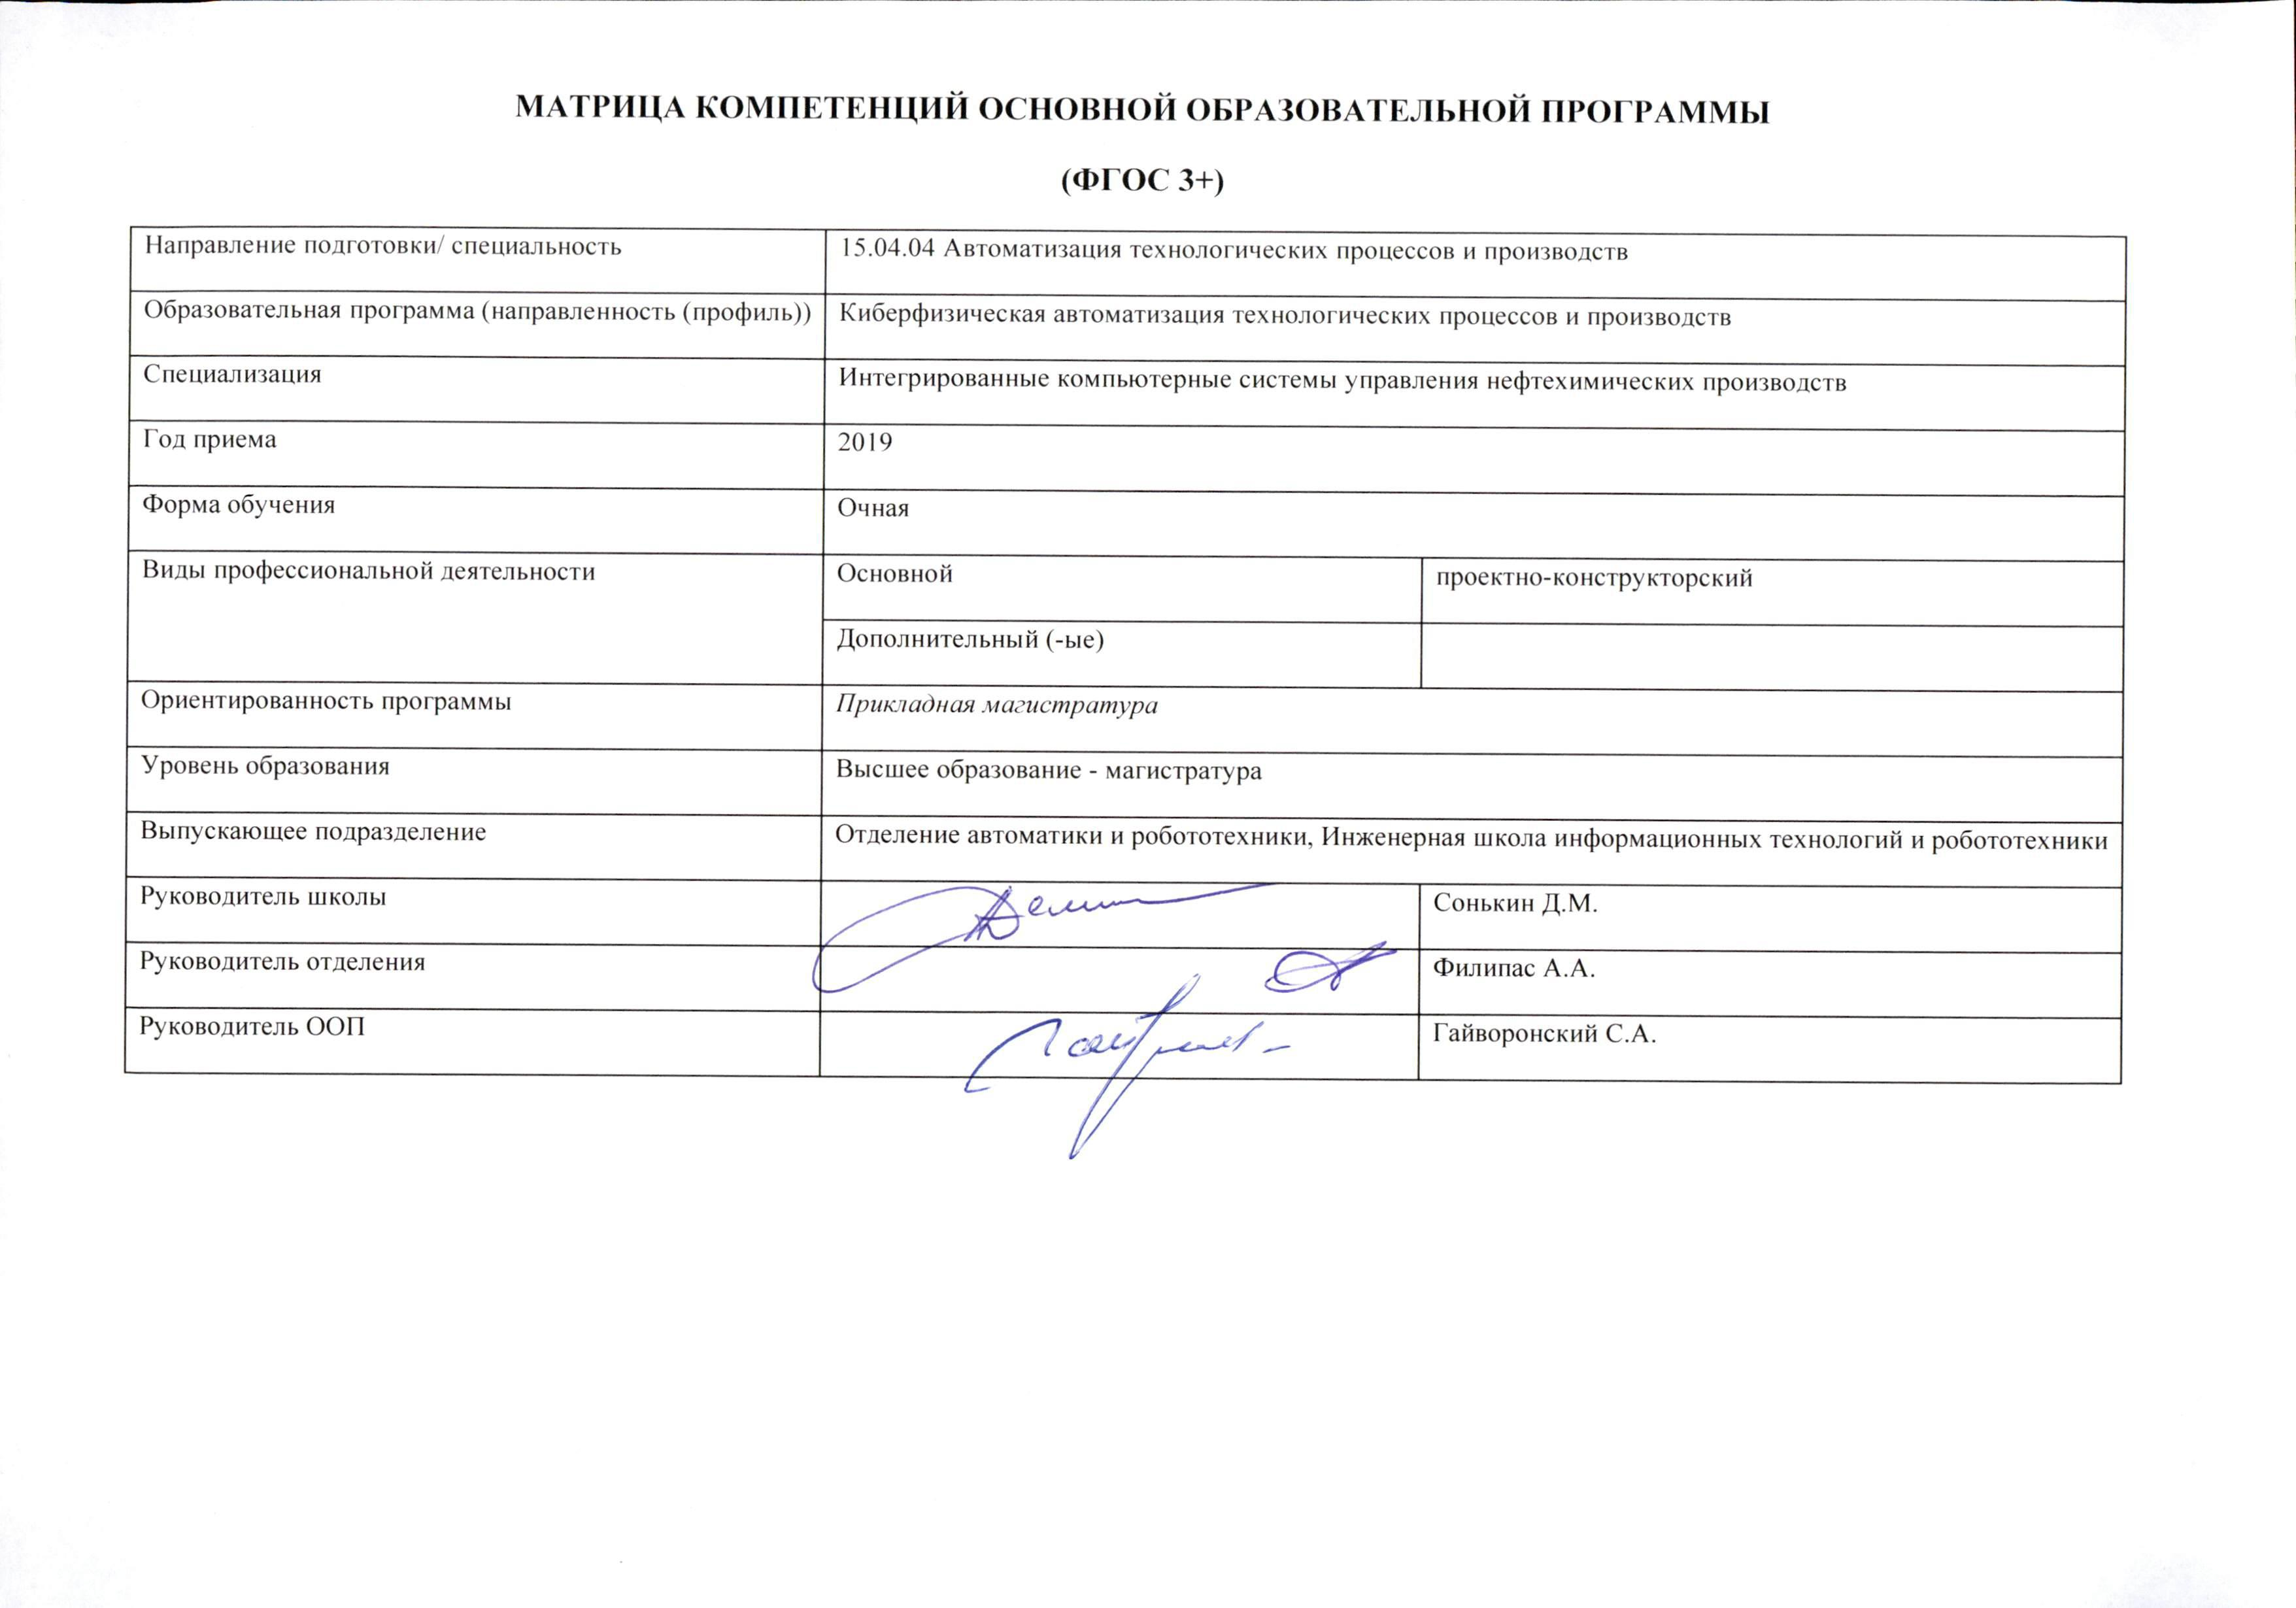 МАТРИЦА КОМПЕТЕНЦИЙ ОСНОВНОЙ ОБРАЗОВАТЕЛЬНОЙ ПРОГРАММЫ
(ФГОС 3+)
Направление подготовки/ специальность
15.04.04 Автоматизация технологических процессов и производств
Образовательная программа (направленность (профиль))
Киберфизическая автоматизация технологических процессов и производств
Специализация
Интегрированные компьютерные системы управления нефтехимических производств
Год приема
2019
Форма обучения
Очная
Виды профессиональной деятельности
Основной
проектно-конструкторский
Дополнительный (-ые)
Ориентированность программы
Прикладная магистратура
Уровень образования
Высшее образование - магистратура
Выпускающее подразделение
Отделение автоматики и робототехники, Инженерная школа информационных технологий и робототехники
Руководитель школы
Сонькин Д.М.
Руководитель отделения
Филипас А.А.
Руководитель ООП
Гайворонский С.А.